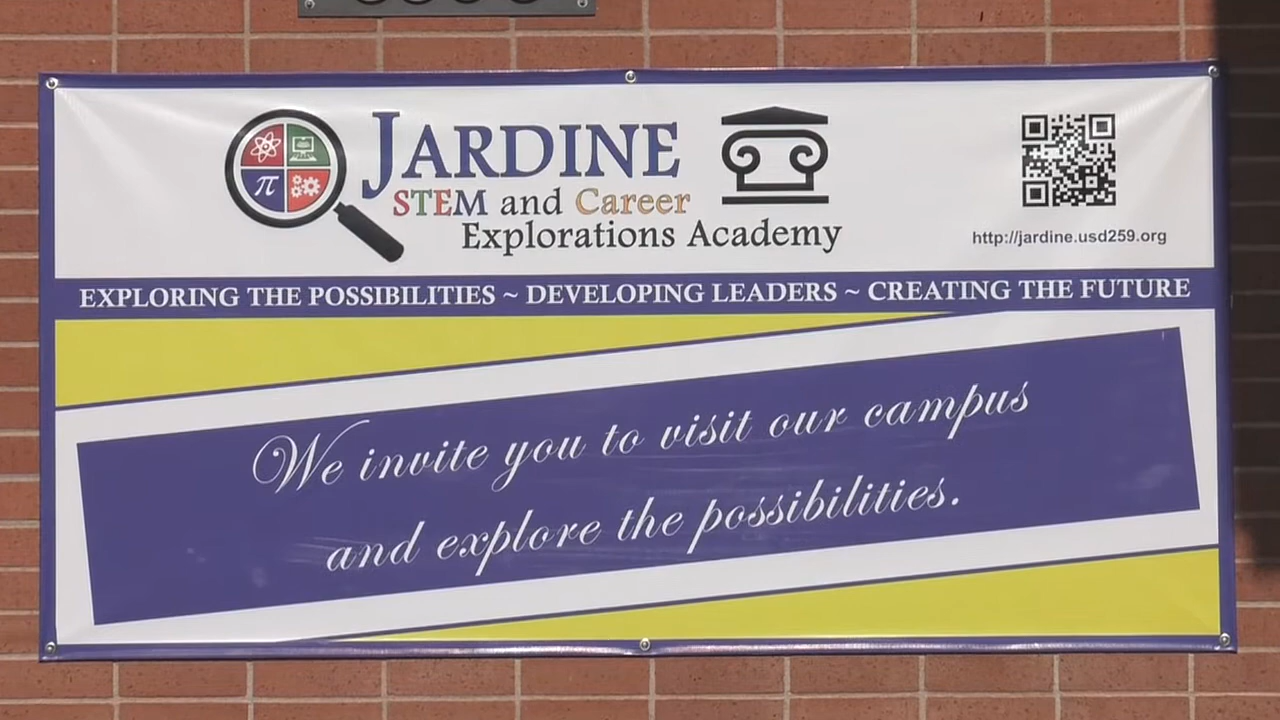 JARDINE
STEM and Career
Explorations Academy
http://jardine.usd259.org
EXPLORING THE POSSIBILITIES ~ DEVELOPING LEADERS ~ CREATING THE FUTURE
We invite you to visit our campus
and explore the possibilities.